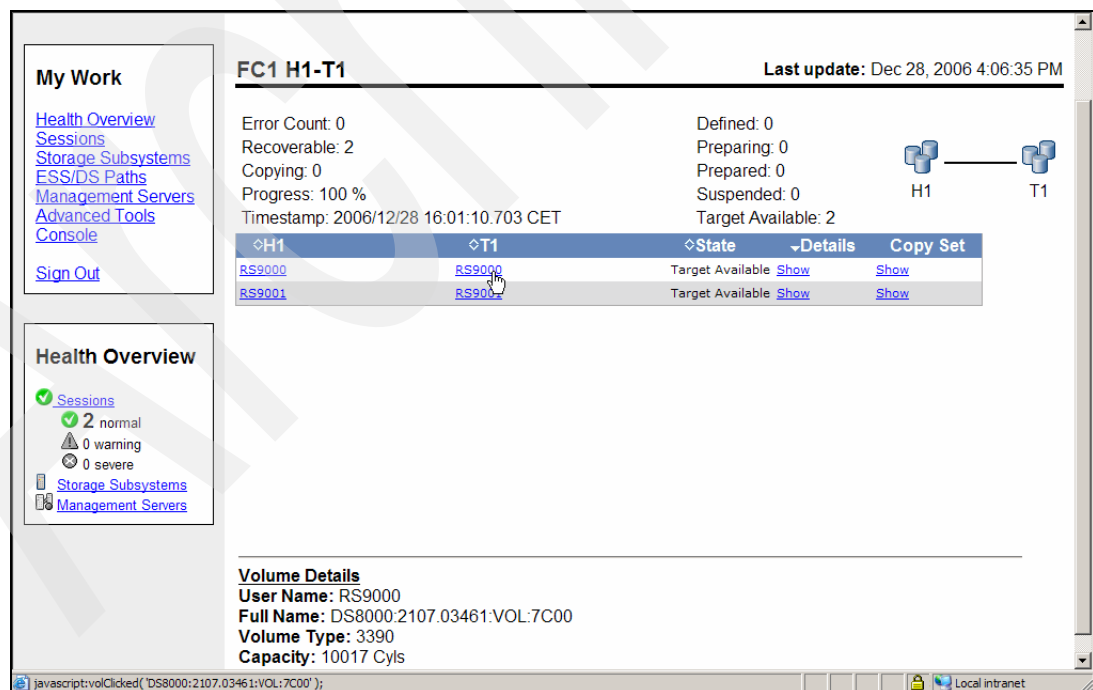 My Work
Health Overview
Sessions
Storage Subsystems
ESS/DS Paths
Management Servers
Advanced Tools
Console
Sign Out
Health Overview
Sessions
2 normal
0 warning
0 severe
Storage Subsystems
Management Servers
FC1 H1-T1 Last update: Dec 28, 2006 4:06:35 PM
Error Count: 0 Defined: 0
Recoverable: 2 Preparing: 0
Copying: 0 Prepared: 0
Progress: 100 % Suspended: 0
Timestamp: 2006/12/28 16:01:10.703 CET Target Available: 2
H1 T1
H1 T1 State Details Copy Set
RS9000 RS9000 Target Available Show Show
RS9001 RS9001 Target Available Show Show
Volume Details
User Name: RS9000
Full Name: DS8000:2107.03461:VOL:7C00
Volume Type: 3390
Capacity: 10017 Cyls
javascript:volClicked( 'DS8000:2107.03461:VOL:7C00' ); Local intranet